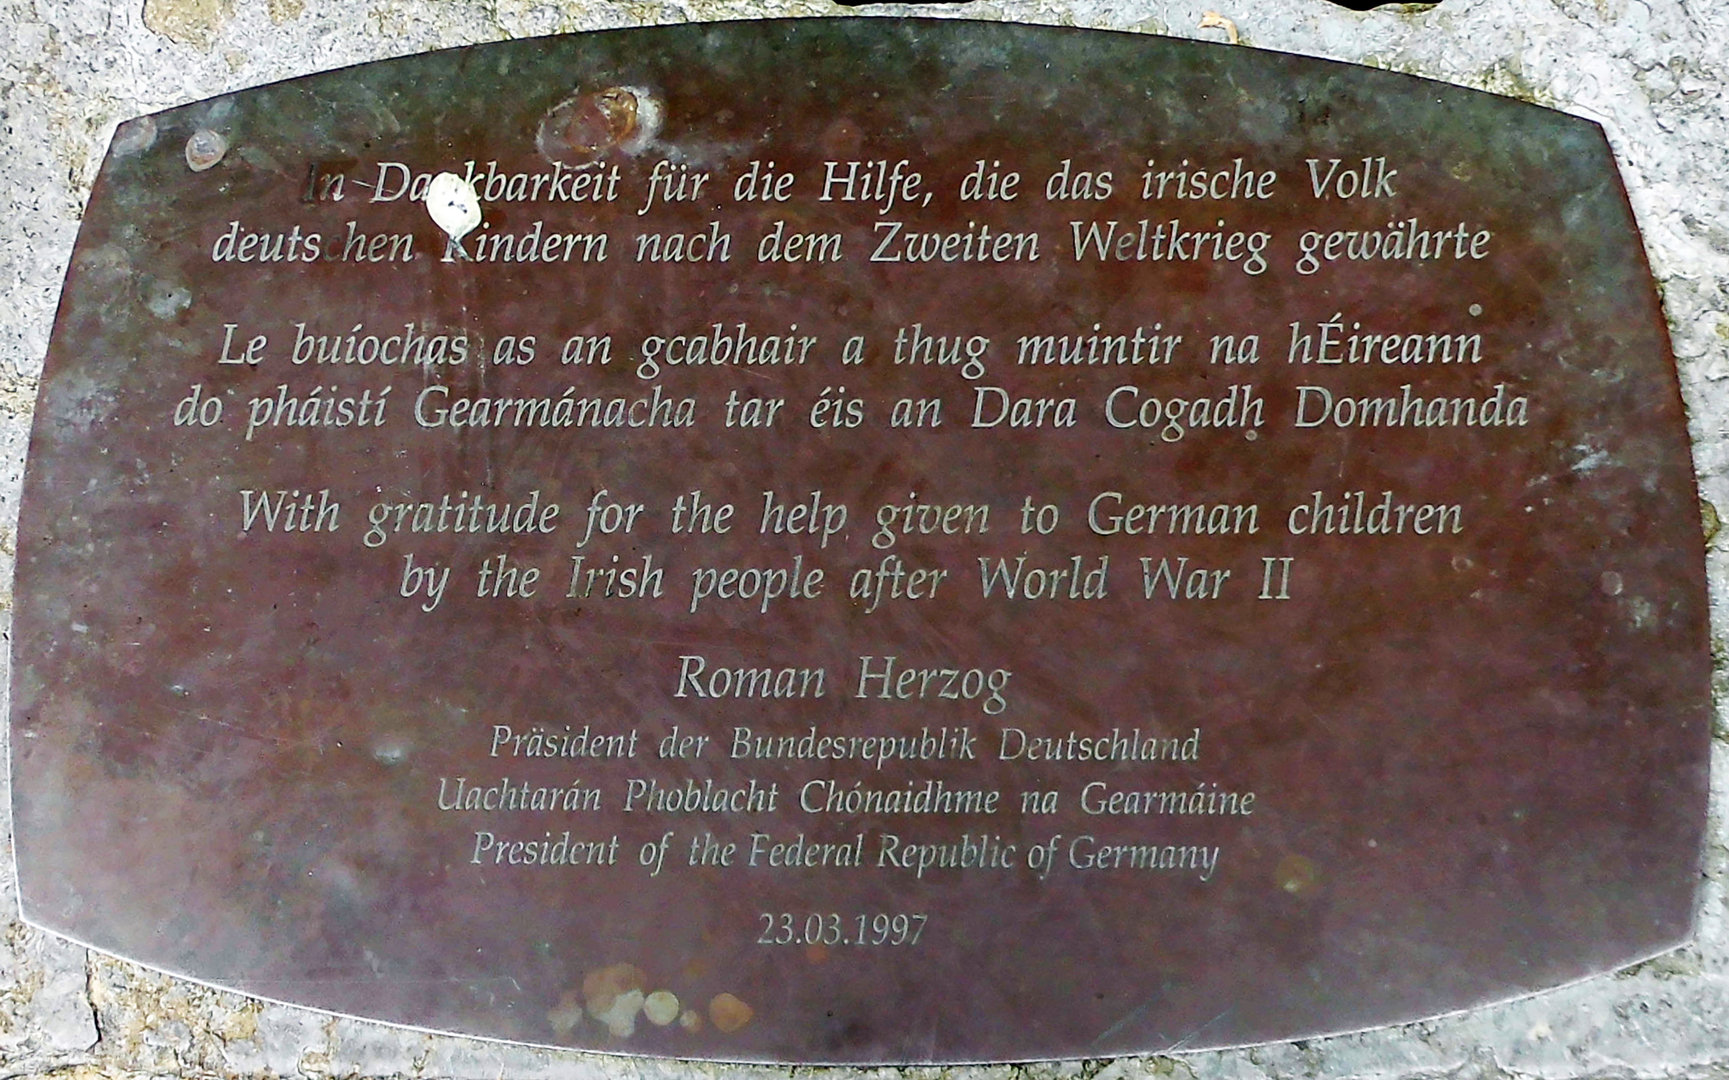 In Dankbarkeit für die Hilfe, die das irische Volk
deutschen Kindern nach dem Zweiten Weltkrieg gewährte
Le buíochas as an gcabhair a thug muintir na hÉireann
do pháistí Gearmánacha tar éis an Dara Cogadh Domhanda
With gratitude for the help given to German children
by the Irish people after World War II
Roman Herzog
Präsident der Bundesrepublik Deutschland
Uachtarán Phoblacht Chónaidhme na Gearmáine
President of the Federal Republic of Germany
23.03.1997